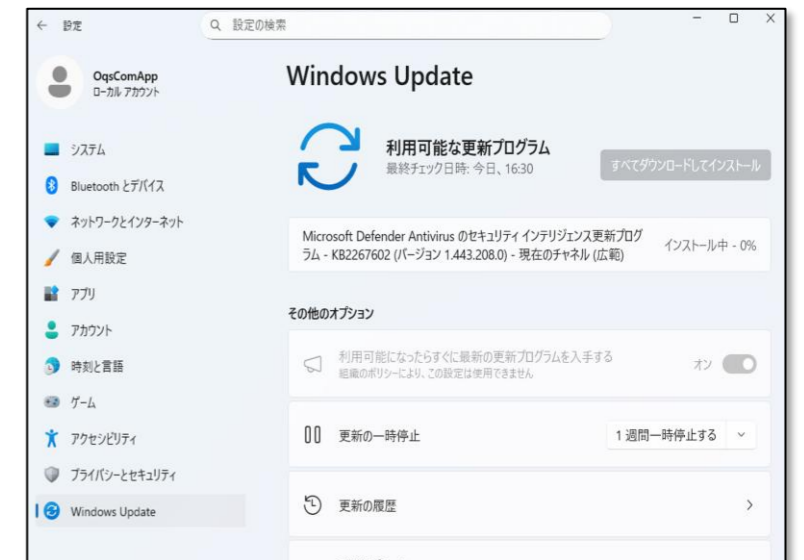 設定
設定の検索
OqsComApp
ローカル アカウント
システム
Bluetooth とデバイス
ネットワークとインターネット
個人用設定
アプリ
アカウント
時刻と言語
ゲーム
アクセシビリティ
プライバシーとセキュリティ
Windows Update
Windows Update
利用可能な更新プログラム
最終チェック日時: 今日、16:30
すべてダウンロードしてインストール
Microsoft Defender Antivirus のセキュリティ インテリジェンス更新プログ
ラム - KB2267602 (バージョン 1.443.208.0) - 現在のチャネル (広範)
インストール中 - 0%
その他のオプション
利用可能になったらすぐに最新の更新プログラムを入手する
組織のポリシーにより、この設定は使用できません
オン
更新の一時停止
1 週間一時停止する
更新の履歴